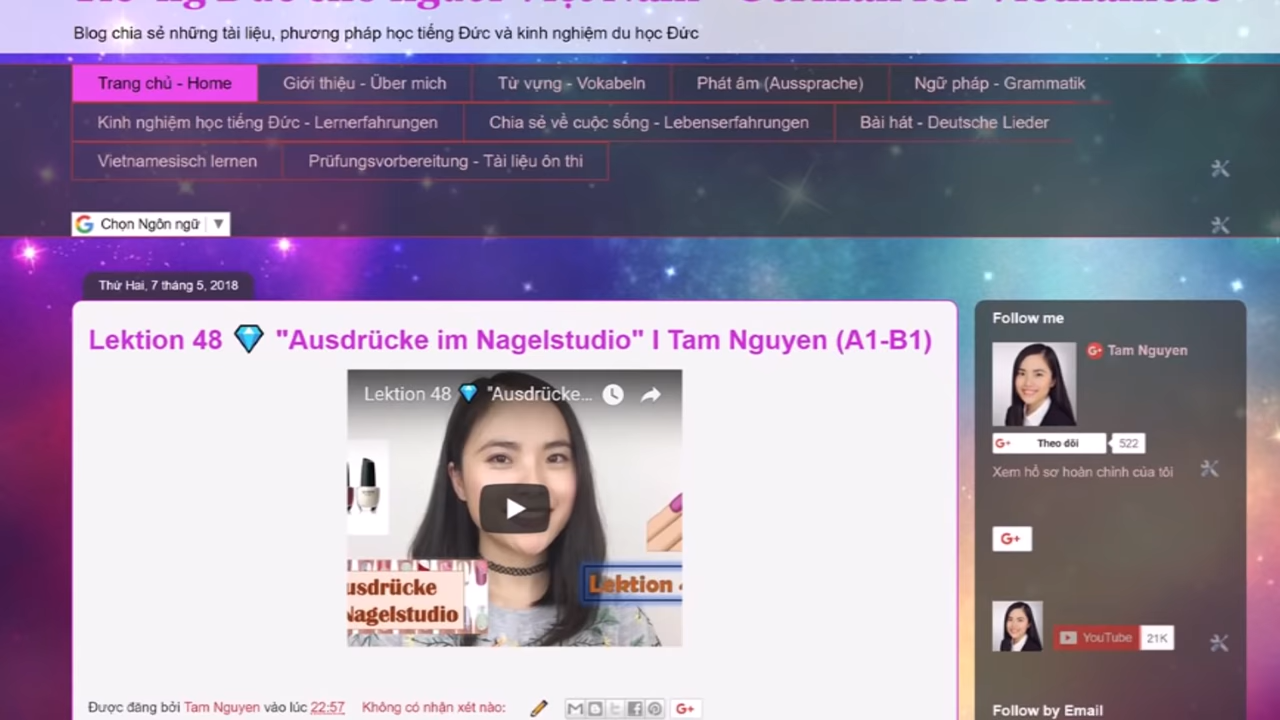 Blog chia sẻ những tài liệu, phương pháp học tiếng Đức và kinh nghiệm du học Đức
Trang chủ - Home
Giới thiệu - Über mich
Từ vựng - Vokabeln
Phát âm (Aussprache)
Ngữ pháp - Grammatik
Kinh nghiệm học tiếng Đức - Lernerfahrungen
Chia sẻ về cuộc sống - Lebenserfahrungen
Bài hát - Deutsche Lieder
Vietnamesisch lernen
Prüfungsvorbereitung - Tài liệu ôn thi
Chọn Ngôn ngữ
Thứ Hai, 7 tháng 5, 2018
Lektion 48 💎 "Ausdrücke im Nagelstudio" I Tam Nguyen (A1-B1)
Lektion 48 💎 "Ausdrücke...
usdrücke
Nagelstudio
Lektion
Được đăng bởi Tam Nguyen vào lúc 22:57 Không có nhận xét nào:
G+
Follow me
G+ Tam Nguyen
G+ Theo dõi 522
Xem hồ sơ hoàn chỉnh của tôi
G+
YouTube 21K
Follow by Email